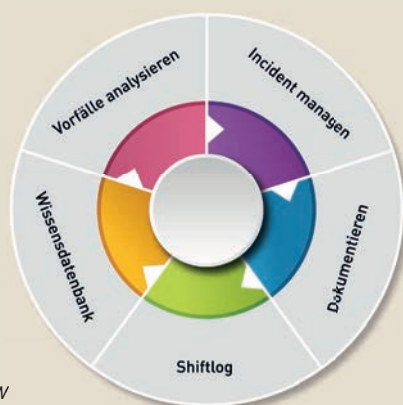 Incident managen
Dokumentieren
Shiftlog
Wissensdatenbank
Vorfälle analysieren
W